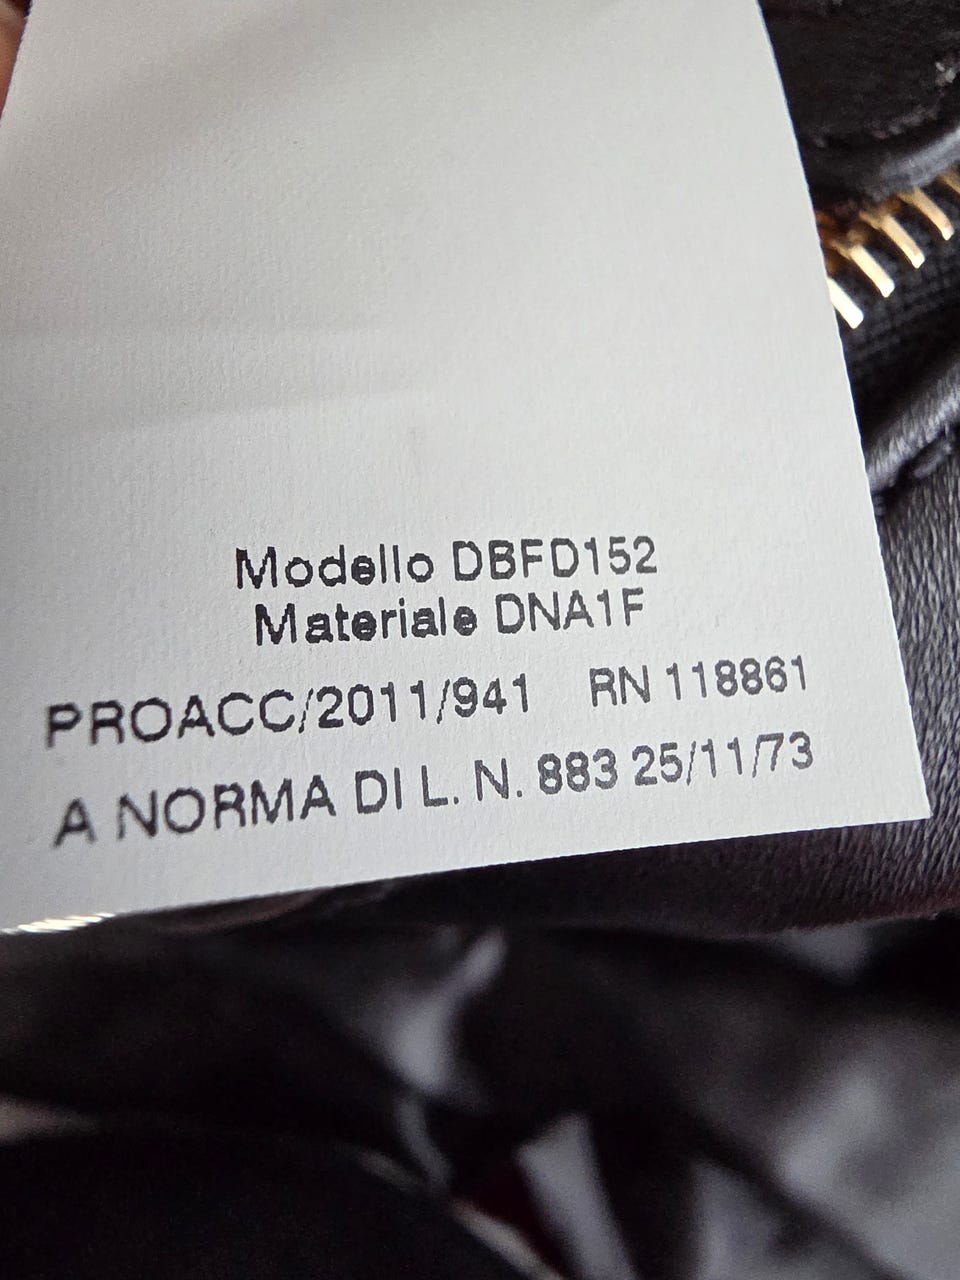 Modello DBFD152
Materiale DNA1F
PROACC/2011/941 RN 118861
A NORMA DI L. N. 883 25/11/73